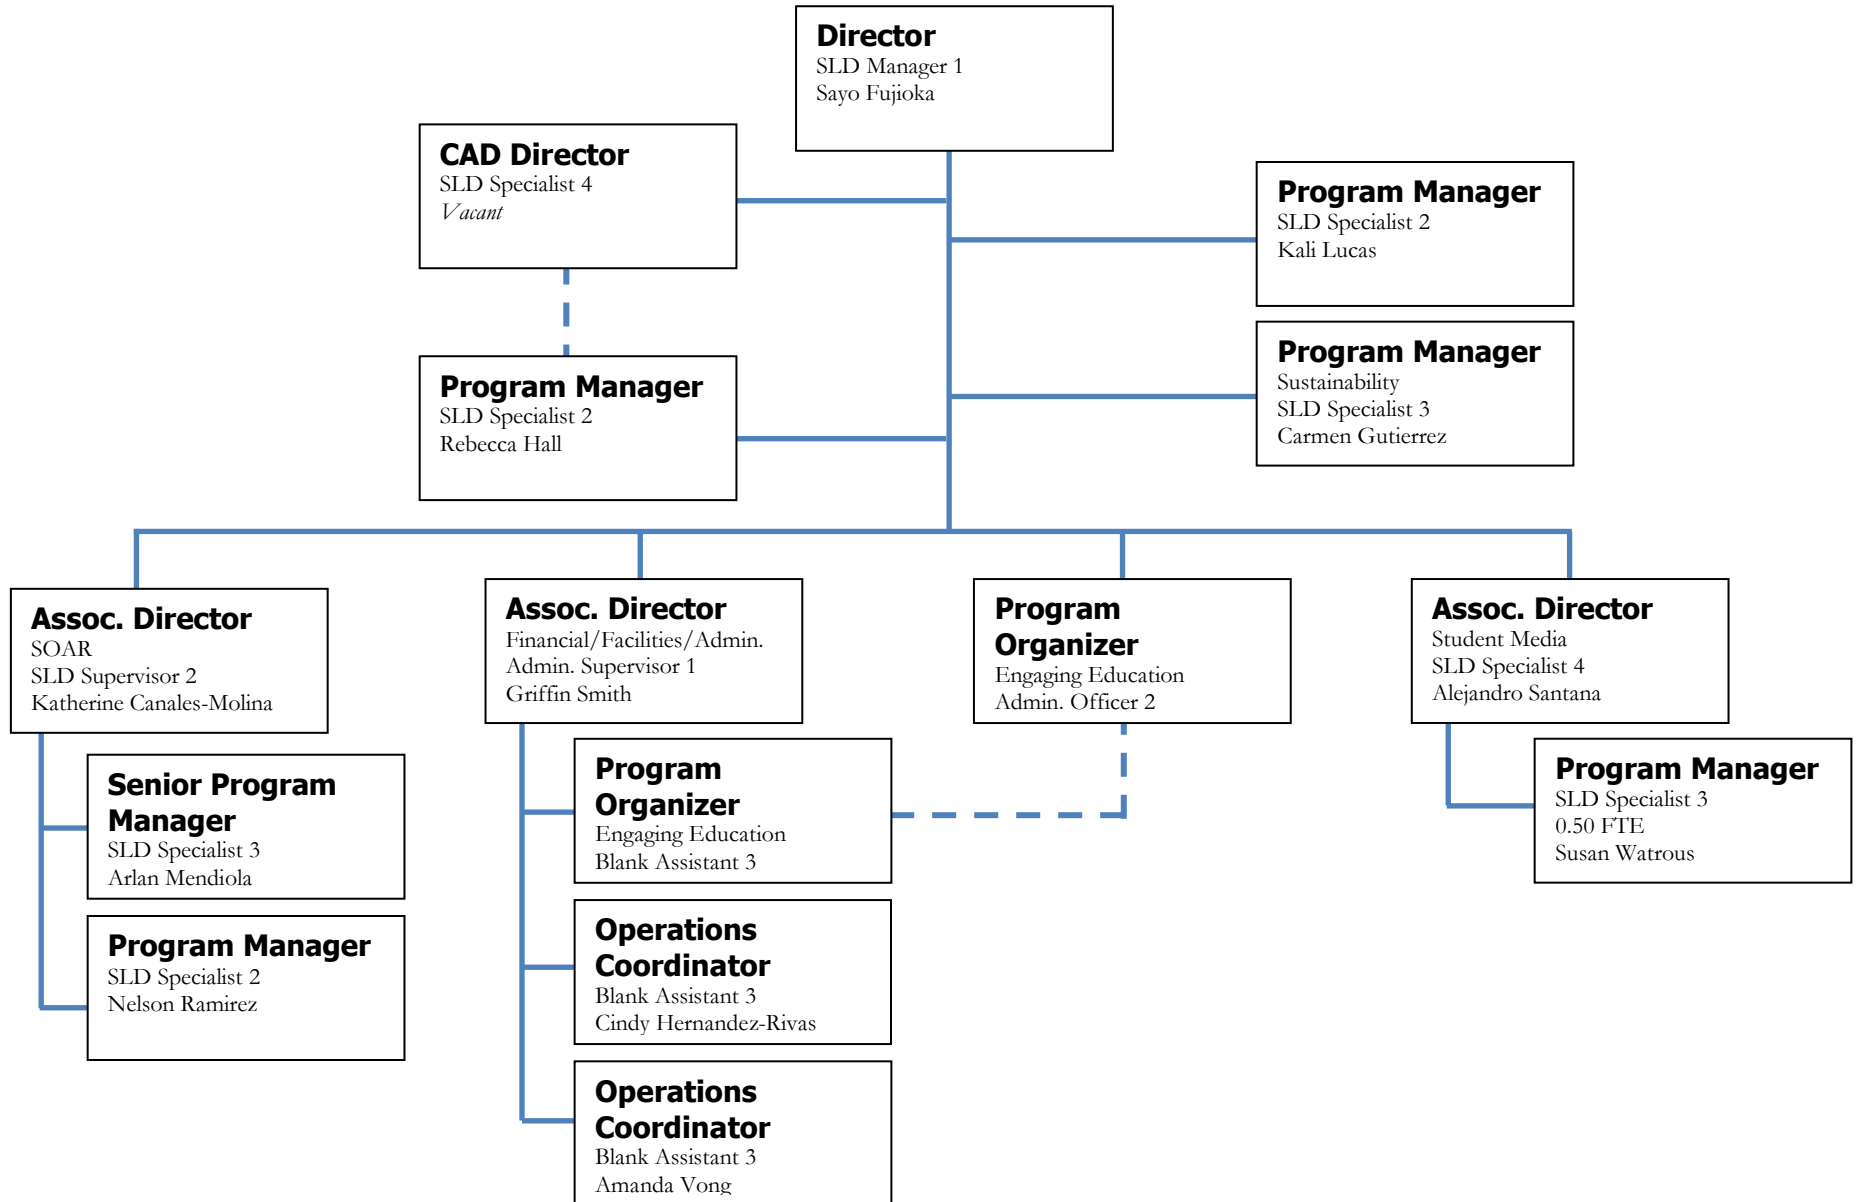 Director
SLD Manager 1
Sayo Fujioka
CAD Director
SLD Specialist 4
Vacant
Program Manager
SLD Specialist 2
Kali Lucas
Program Manager
Sustainability
SLD Specialist 3
Carmen Gutierrez
Program Manager
SLD Specialist 2
Rebecca Hall
Assoc. Director
SOAR
SLD Supervisor 2
Katherine Canales-Molina
Senior Program
Manager
SLD Specialist 3
Arlan Mendiola
Program Manager
SLD Specialist 2
Nelson Ramirez
Assoc. Director
Financial/Facilities/Admin.
Admin. Supervisor 1
Griffin Smith
Program
Organizer
Engaging Education
Blank Assistant 3
Operations
Coordinator
Blank Assistant 3
Cindy Hernandez-Rivas
Operations
Coordinator
Blank Assistant 3
Amanda Vong
Program
Organizer
Engaging Education
Admin. Officer 2
Assoc. Director
Student Media
SLD Specialist 4
Alejandro Santana
Program Manager
SLD Specialist 3
0.50 FTE
Susan Watrous